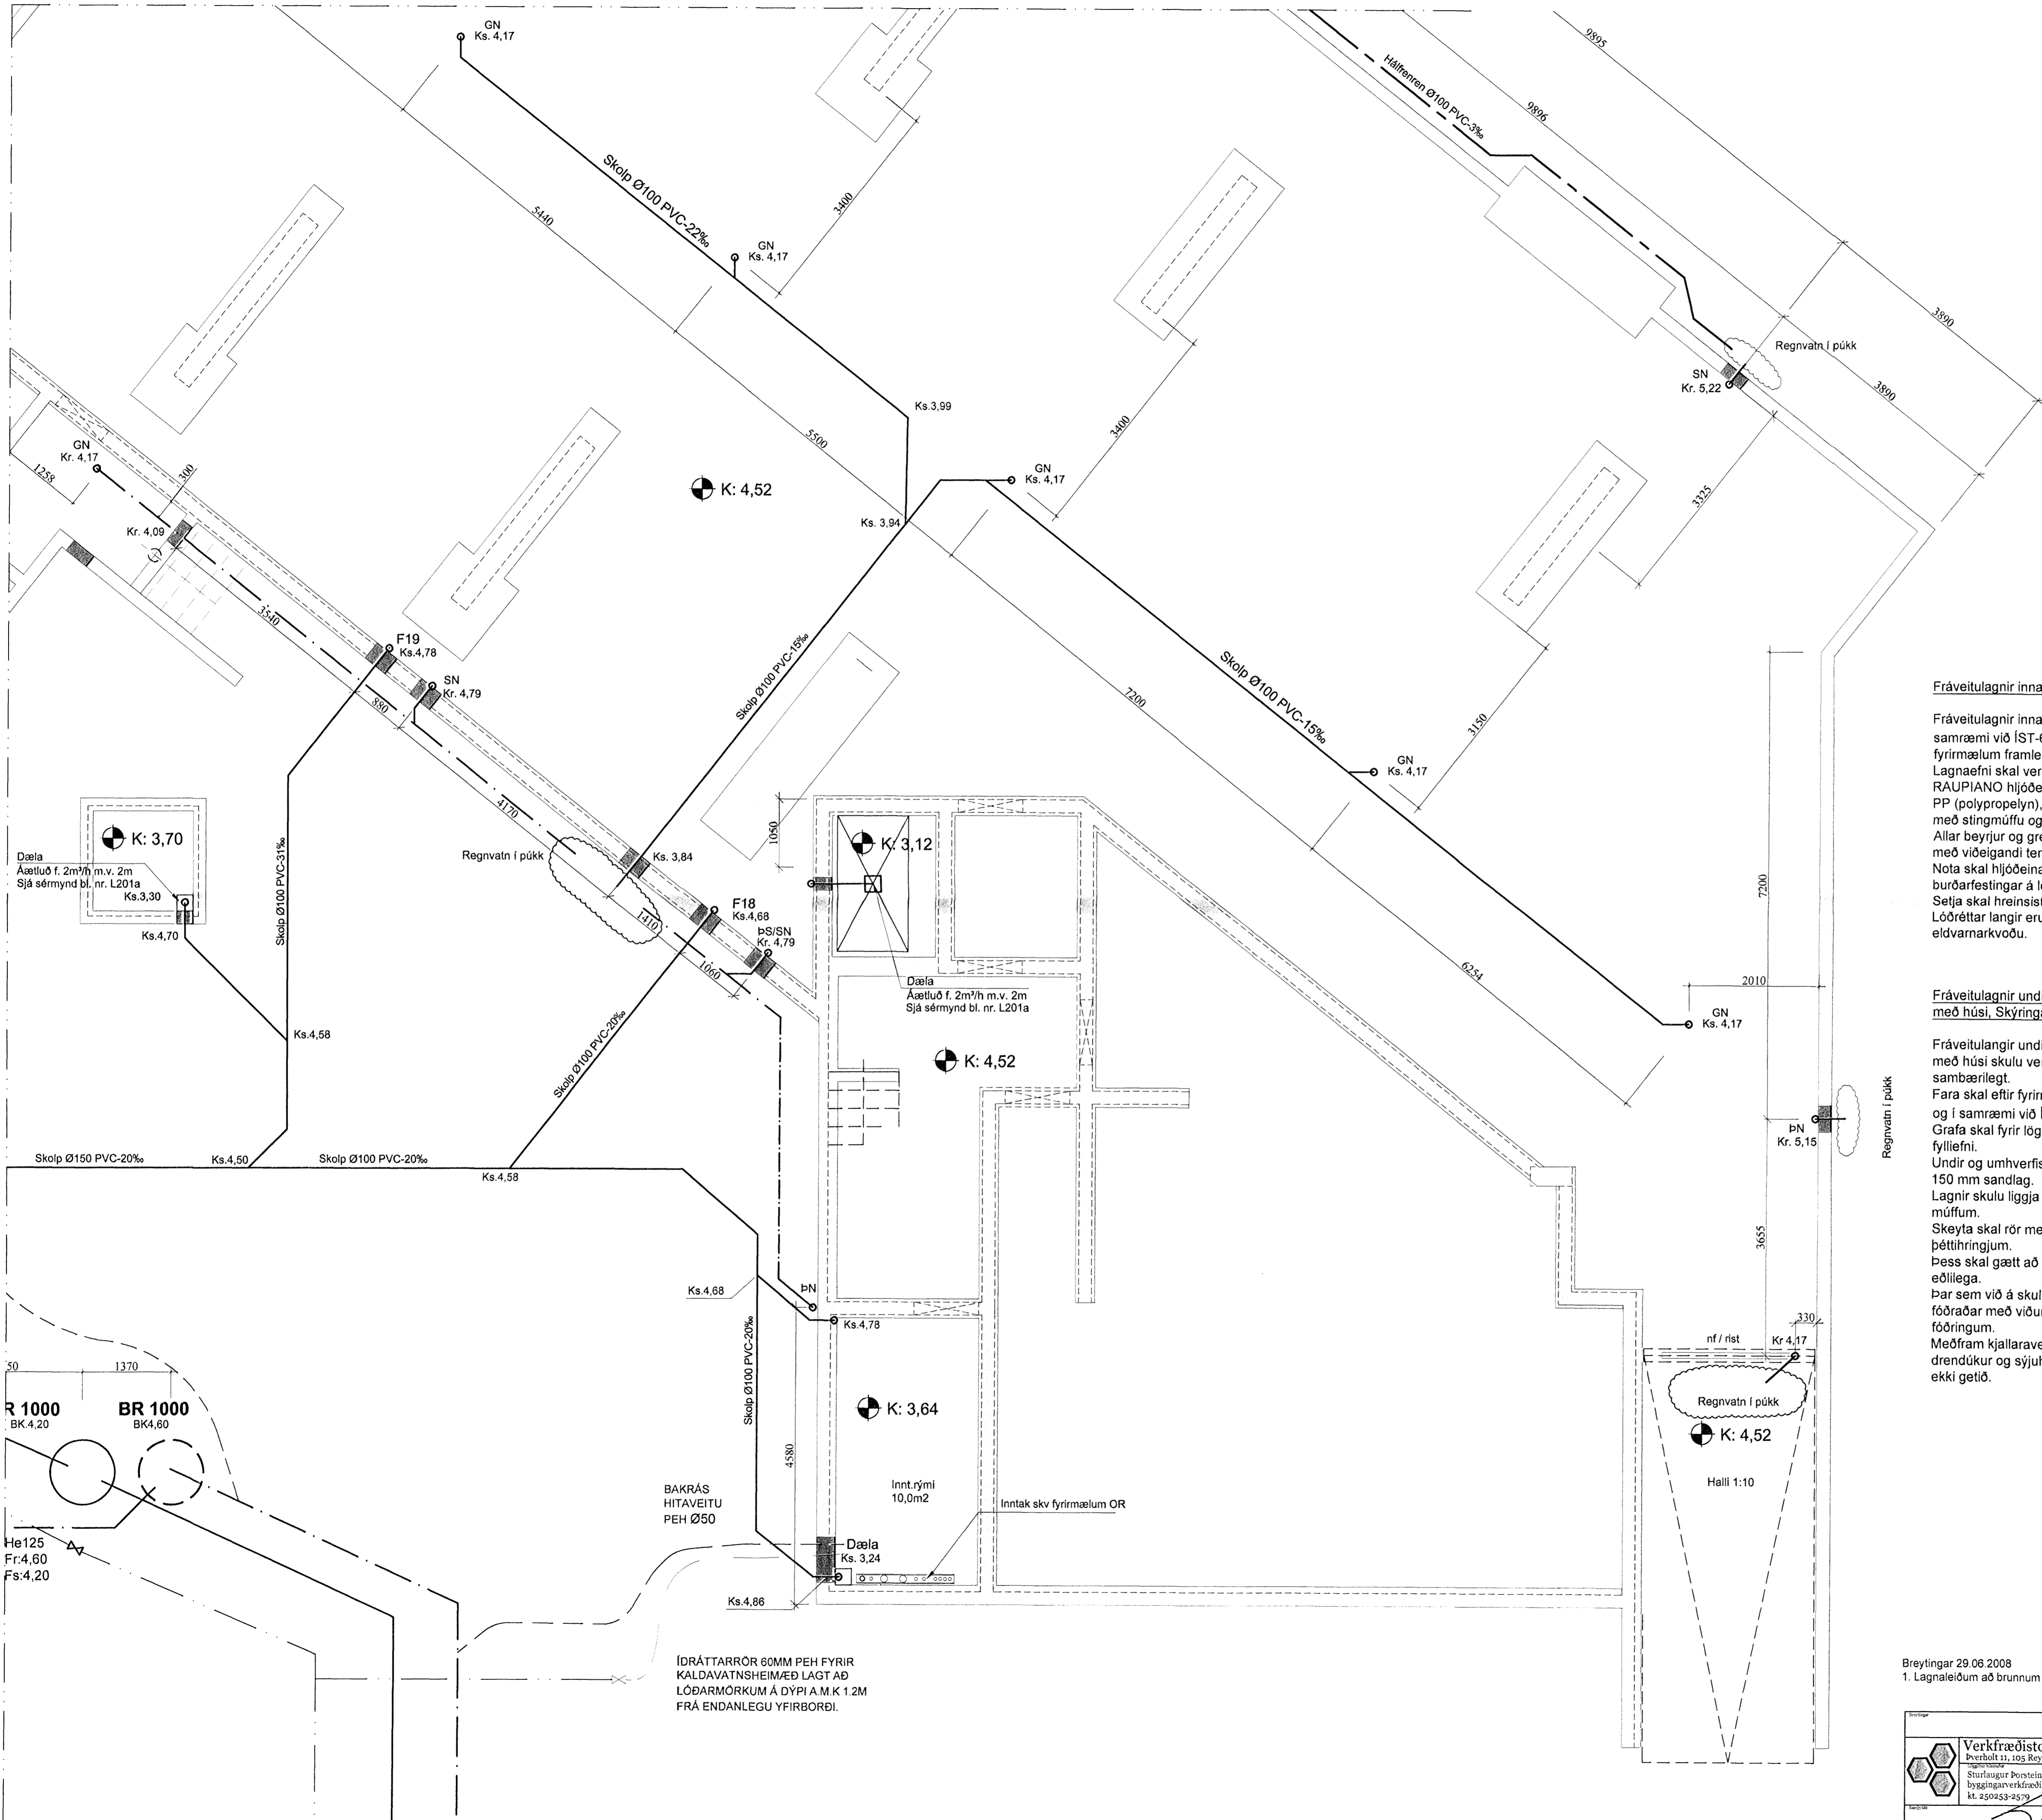 GN
Ks. 4,17
Skolp Ø100 PVC-22‰
5440
GN
Ks. 4,17
3400
Hálfrenren Ø100 PVC-3‰
9895
9896
3890
3890
Regnvatn í púkk
SN
Kr. 5,22
Ks.3,99
5500
3400
GN
Ks. 4,17
Ks. 3,94
K: 4,52
3325
GN
Kr. 4,17
1258
300
Kr. 4,09
3540
F19
Ks.4,78
SN
Kr. 4,79
880
Skolp Ø100 PVC-15‰
7200
Skolp Ø100 PVC-15‰
3150
GN
Ks. 4,17
K: 3,70
Dæla
Áætluð f. 2m³/h m.v. 2m
Sjá sérmynd bl. nr. L201a
Ks.3,30
Ks.4,70
Skolp Ø100 PVC-31‰
4170
Regnvatn í púkk
Ks. 3,84
1410
F18
Ks.4,68
ÞS/SN
Kr. 4,79
1060
1050
K: 3,12
Dæla
Áætluð f. 2m³/h m.v. 2m
Sjá sérmynd bl. nr. L201a
K: 4,52
6254
7200
2010
GN
Ks. 4,17
ÞN
Kr. 5,15
Regnvatn í púkk
Ks.4,58
Skolp Ø100 PVC-20‰
Skolp Ø150 PVC-20‰
Ks.4,50
Skolp Ø100 PVC-20‰
Ks.4,58
Ks.4,68
ÞN
Ks.4,78
Skolp Ø100 PVC-20‰
3655
330
nf / rist
Kr 4,17
Regnvatn í púkk
K: 4,52
Halli 1:10
K: 3,64
4580
Innt.rými
10,0m2
Inntak skv fyrirmælum OR
BAKRÁS
HITAVEITU
PEH Ø50
Dæla
Ks. 3,24
Ks.4,86
50
1370
R 1000
BK.4,20
BR 1000
BK4,60
He125
Fr:4,60
Fs:4,20
ÍDRÁTTARRÖR 60MM PEH FYRIR
KALDAVATNSHEIMÆÐ LAGT AÐ
LÓÐARMÖRKUM Á DÝPI A.M.K 1.2M
FRÁ ENDANLEGU YFIRBORÐI.
Fráveitulagnir inna
Fráveitulagnir inna
samræmi við ÍST-6
fyrirmælum framle
Lagnaefni skal ver
RAUPIANO hljóðe
PP (polypropelyn),
með stingmúffu og
Allar beyrjur og gre
með viðeigandi ten
Nota skal hljóðeina
burðarfestingar á l
Setja skal hreinsist
Lóðréttar langir eru
eldvarnarkvoðu.
Fráveitulagnir undi
með húsi, Skýringa
Fráveitulangir undi
með húsi skulu ver
sambærilegt.
Fara skal eftir fyrirm
og í samræmi við Í
Grafa skal fyrir lög
fylliefni.
Undir og umhverfis
150 mm sandlag.
Lagnir skulu liggja
múffum.
Skeyta skal rör me
þéttihringjum.
Þess skal gætt að
eðlilega.
Þar sem við á skul
fóðraðar með viður
fóðringum.
Meðfram kjallarave
drendúkur og sýjuh
ekki getið.
Breytingar 29.06.2008
1. Lagnaleiðum að brunnum
Breytingar
Verkfræðisto
Þverholt 11, 105 Rey
Sturlaugur Þorstein
byggingarverkfræði
kt. 250253-2579